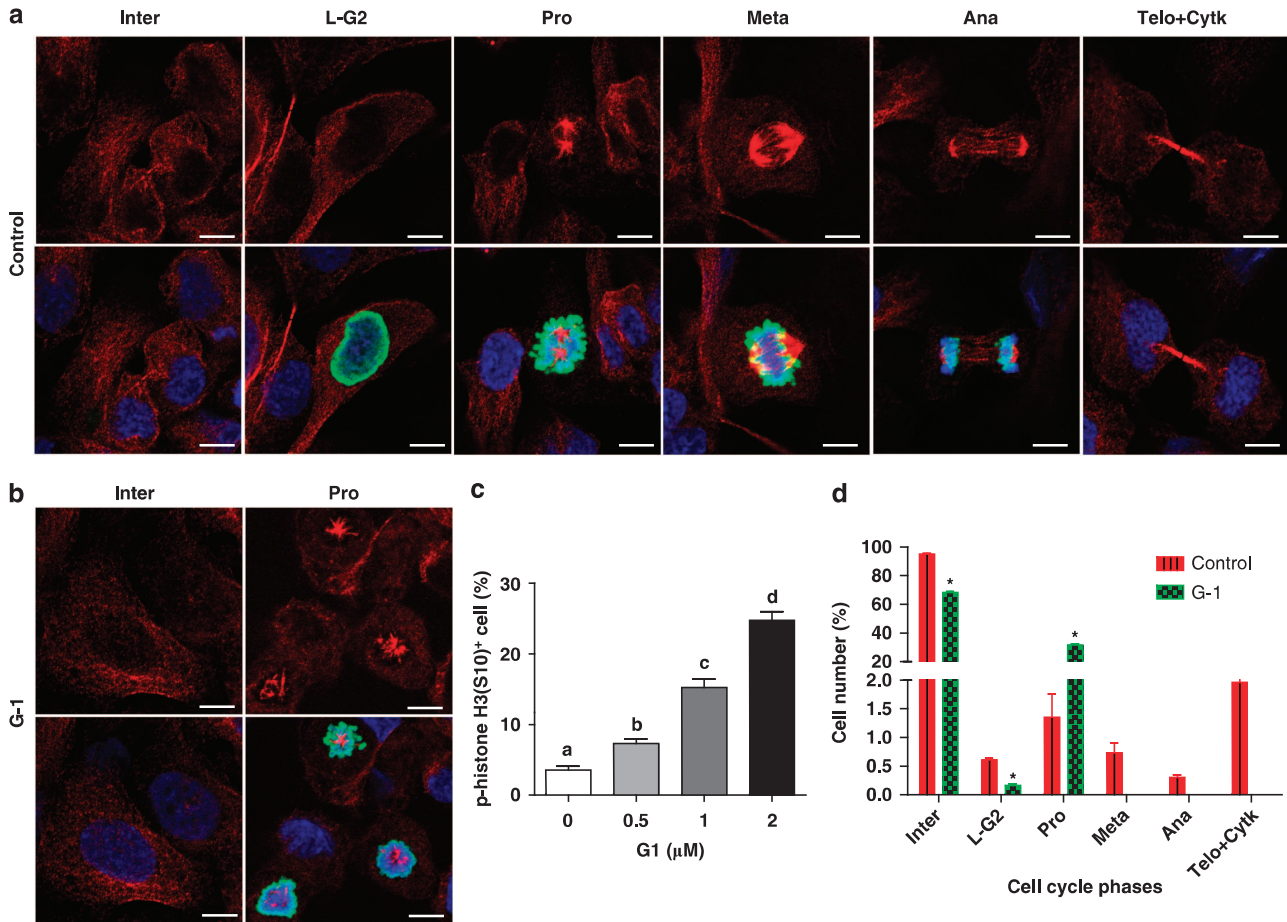 a
Inter L-G2 Pro Meta Ana Telo+Cytk
Control
b
Inter Pro
G-1
c
p-histone H3(S10)⁺ cell (%)
30
20
10
0
a b c d
0 0.5 1 2
G1 (μM)
d
Cell number (%)
100
80
60
40
20
2.0
1.5
1.0
0.5
0.0
Control
G-1
* * *
Inter L-G2 Pro Meta Ana Telo+Cytk
Cell cycle phases